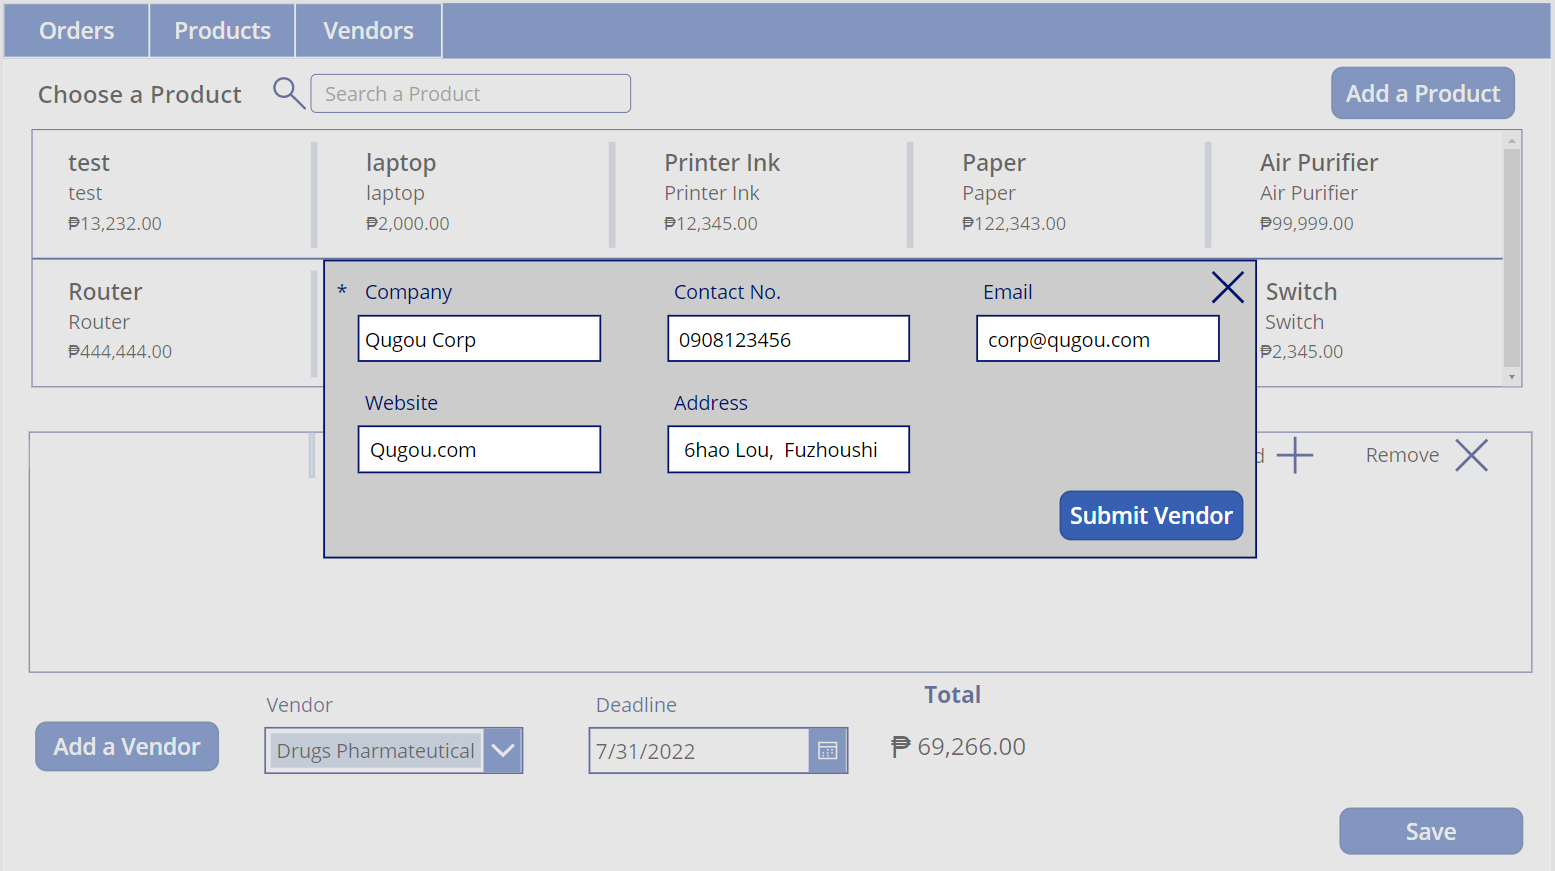 Orders Products Vendors
Choose a Product Search a Product Add a Product
test laptop Printer Ink Paper Air Purifier
test laptop Printer Ink Paper Air Purifier
₱13,232.00 ₱2,000.00 ₱12,345.00 ₱122,343.00 ₱99,999.00
Router Switch
Router Switch
₱444,444.00 ₱2,345.00
* Company Contact No. Email
Qugou Corp 0908123456 corp@qugou.com
Website Address
Qugou.com 6hao Lou, Fuzhoushi
d Remove
Submit Vendor
Vendor Deadline Total
Add a Vendor Drugs Pharmateutical 7/31/2022 ₱ 69,266.00
Save